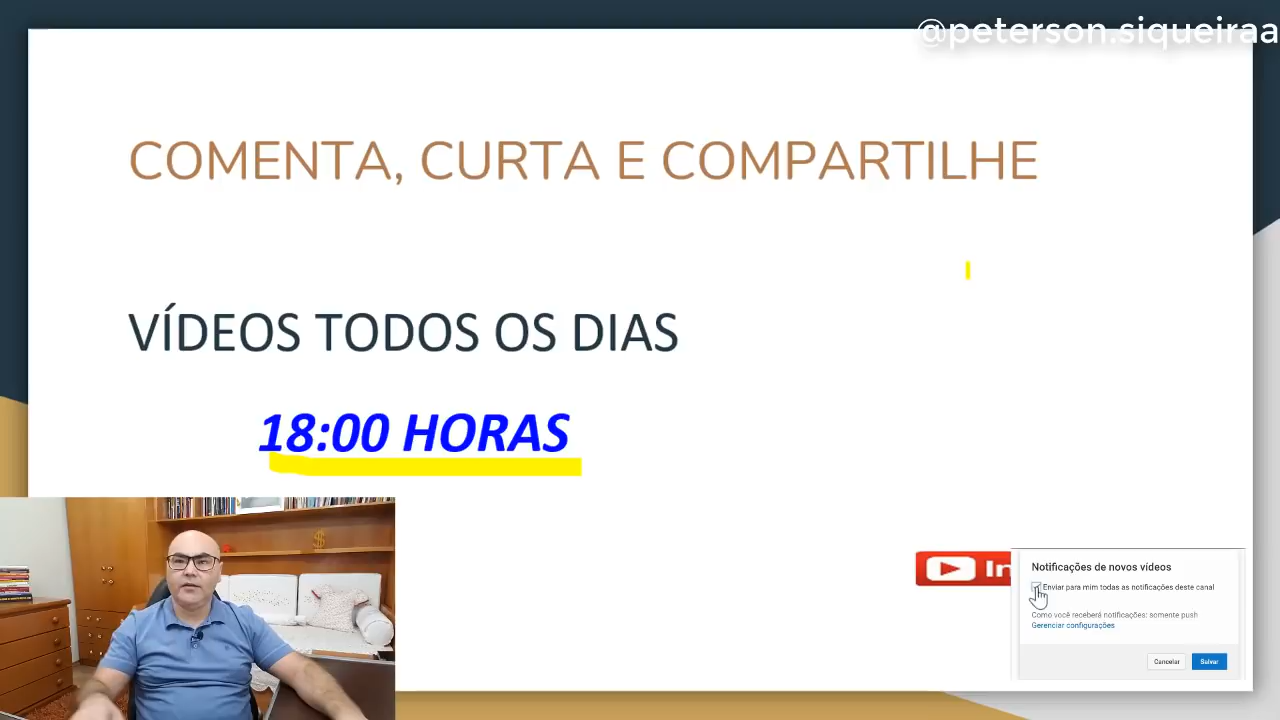 @peterson.siqueiraa
COMENTA, CURTA E COMPARTILHE
VÍDEOS TODOS OS DIAS
18:00 HORAS
In
Notificações de novos vídeos
Enviar para mim todas as notificações deste canal
Como você receberá notificações: somente push
Gerenciar configurações
Cancelar
Salvar